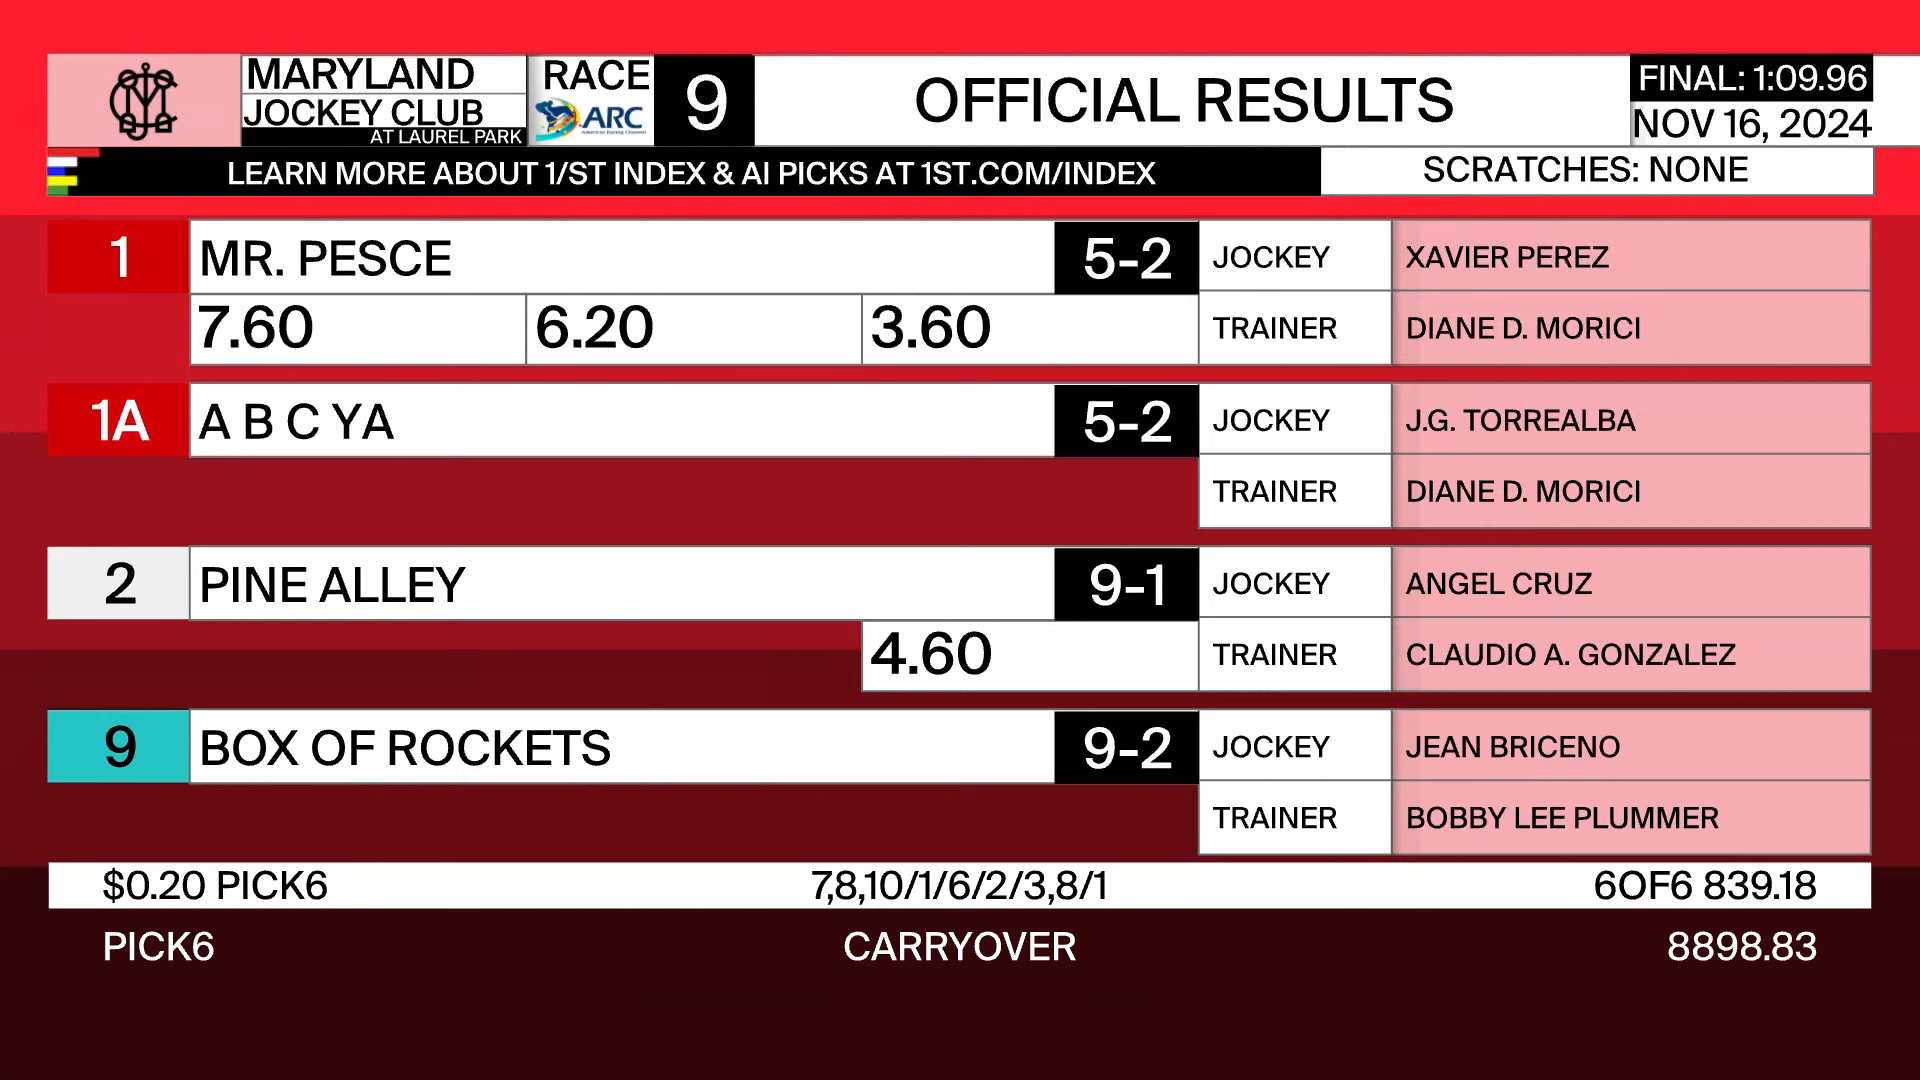 MARYLAND
JOCKEY CLUB
AT LAUREL PARK
RACE
ARC
9
OFFICIAL RESULTS
FINAL: 1:09.96
NOV 16, 2024
LEARN MORE ABOUT 1/ST INDEX & AI PICKS AT 1ST.COM/INDEX
SCRATCHES: NONE
1 MR. PESCE 5-2 JOCKEY XAVIER PEREZ
7.60 6.20 3.60 TRAINER DIANE D. MORICI
1A A B C YA 5-2 JOCKEY J.G. TORREALBA
TRAINER DIANE D. MORICI
2 PINE ALLEY 9-1 JOCKEY ANGEL CRUZ
4.60 TRAINER CLAUDIO A. GONZALEZ
9 BOX OF ROCKETS 9-2 JOCKEY JEAN BRICENO
TRAINER BOBBY LEE PLUMMER
$0.20 PICK6 7,8,10/1/6/2/3,8/1 6OF6 839.18
PICK6 CARRYOVER 8898.83